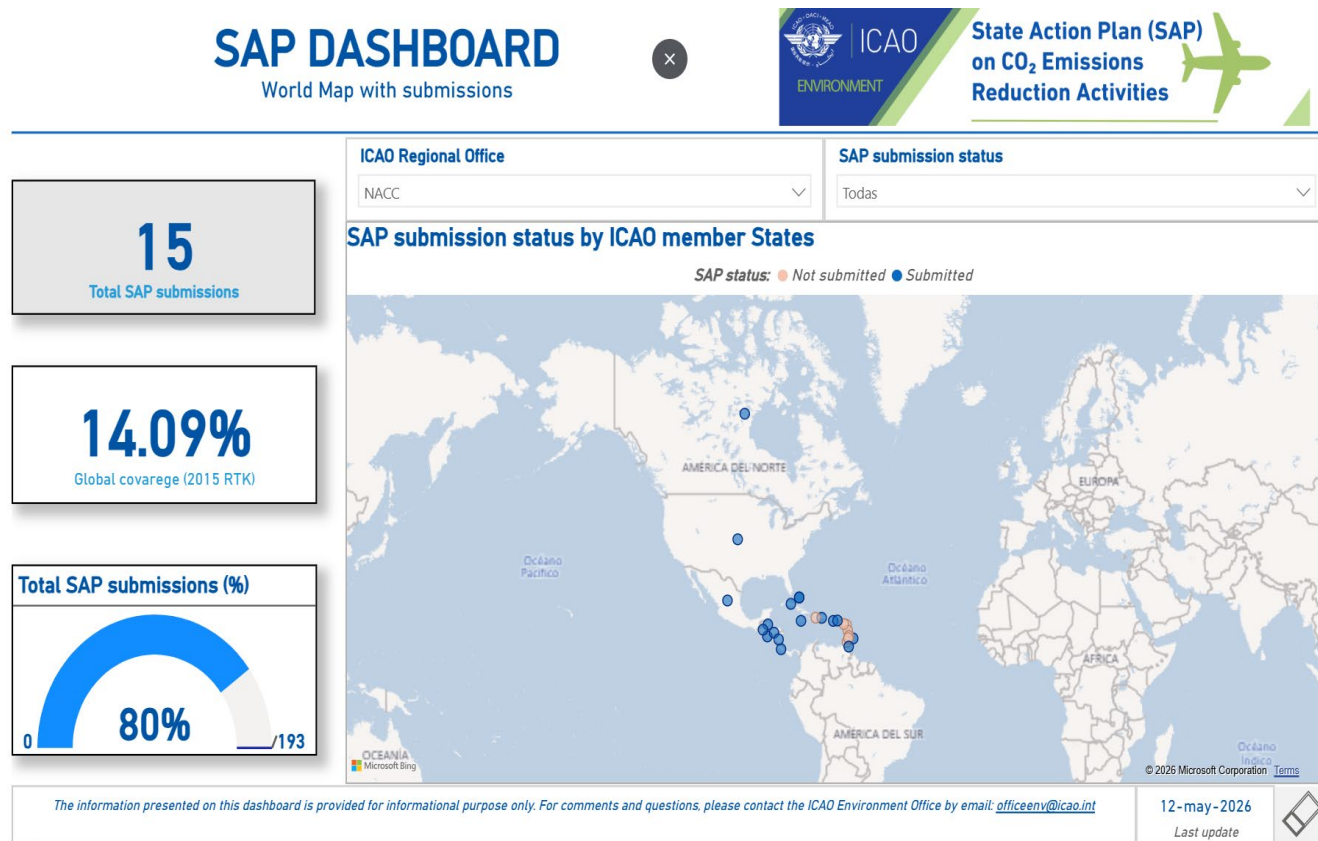 SAP DASHBOARD
World Map with submissions
ICAO
ENVIRONMENT
State Action Plan (SAP)
on CO₂ Emissions
Reduction Activities
ICAO Regional Office
NACC
SAP submission status
Todas
15
Total SAP submissions
14.09%
Global covarege (2015 RTK)
Total SAP submissions (%)
0
80%
/193
SAP submission status by ICAO member States
SAP status: Not submitted Submitted
AMÉRICA DEL NORTE
EUROPA
Océano
Pacífico
Océano
Atlántico
ÁFRICA
AMÉRICA DEL SUR
OCEANÍA
Océano
Índico
Microsoft Bing
© 2026 Microsoft Corporation Terms
The information presented on this dashboard is provided for informational purpose only. For comments and questions, please contact the ICAO Environment Office by email: officeenv@icao.int
12-may-2026
Last update